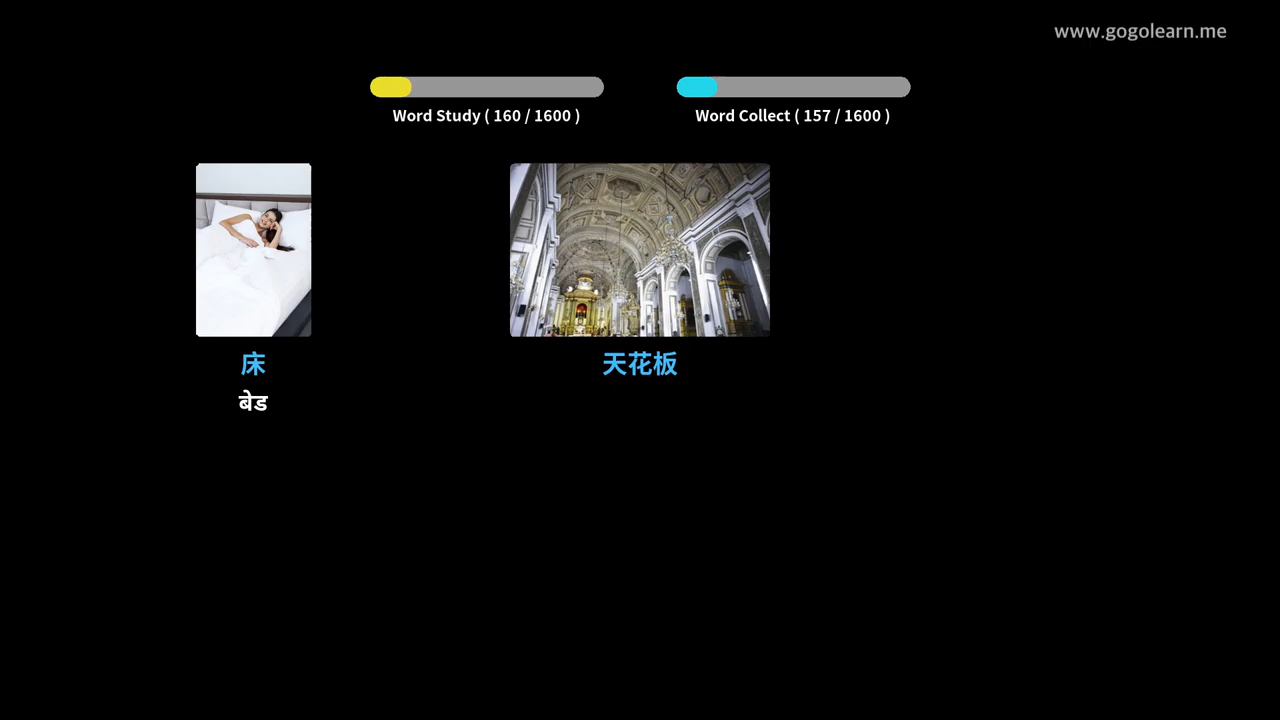 www.gogolearn.me
Word Study ( 160 / 1600 )
Word Collect ( 157 / 1600 )
床
天花板
बेड